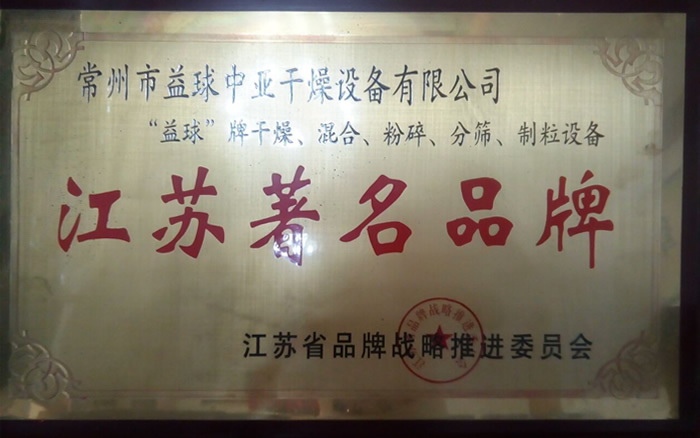 常州市益球中亚干燥设备有限公司
“益球”牌干燥、混合、粉碎、分筛、制粒设备
江苏著名品牌
江苏省品牌战略推进委员会